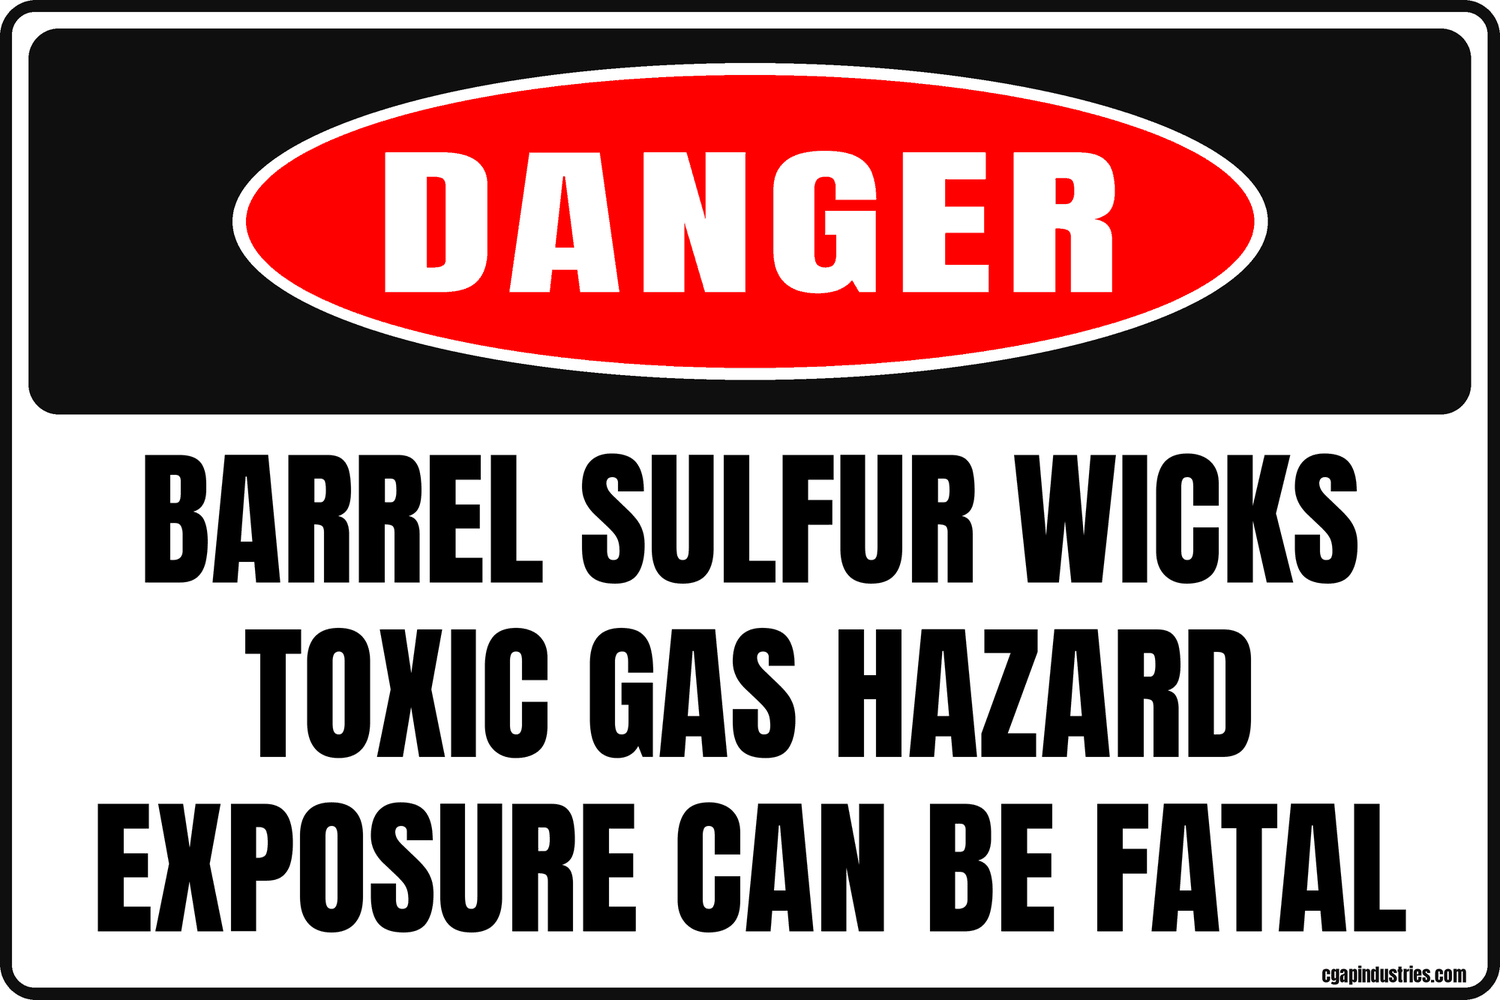 DANGER
BARREL SULFUR WICKS
TOXIC GAS HAZARD
EXPOSURE CAN BE FATAL
cgapindustries.com